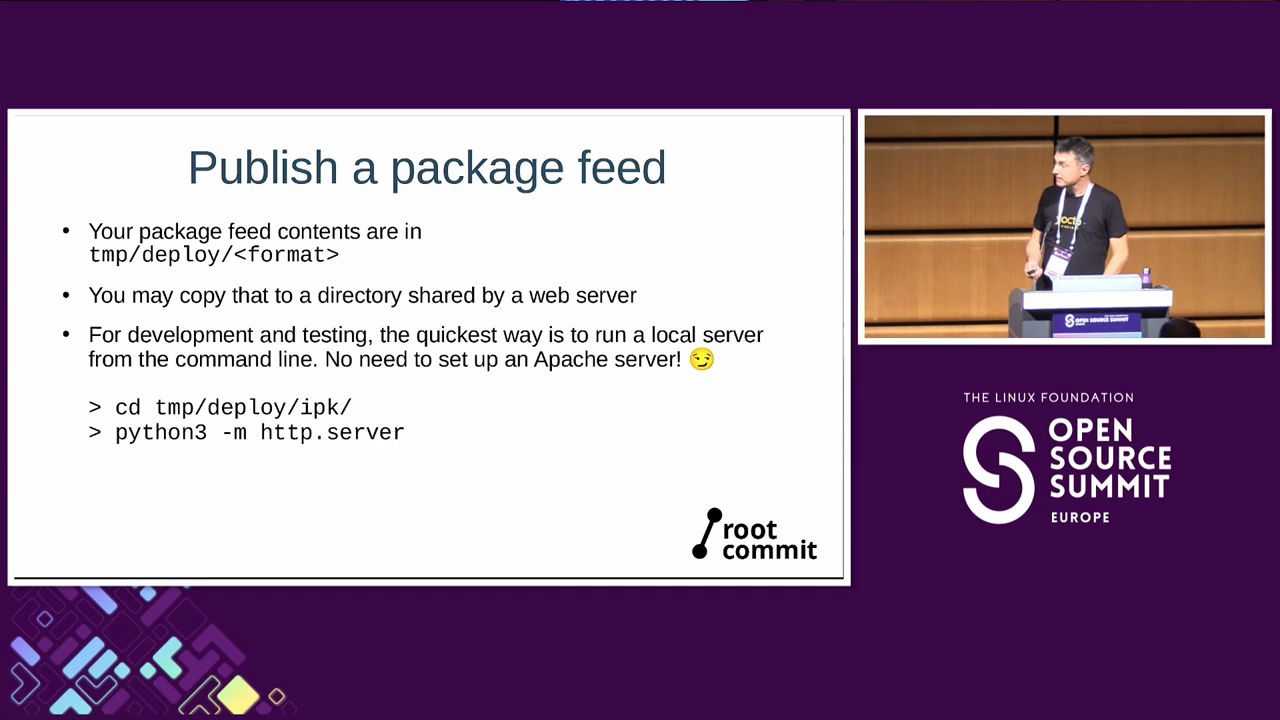 Publish a package feed
• Your package feed contents are in
tmp/deploy/<format>
• You may copy that to a directory shared by a web server
• For development and testing, the quickest way is to run a local server
from the command line. No need to set up an Apache server! 😏
> cd tmp/deploy/ipk/
> python3 -m http.server
root
commit
OPEN SOURCE SUMMIT
THE LINUX FOUNDATION
OPEN
SOURCE
SUMMIT
EUROPE